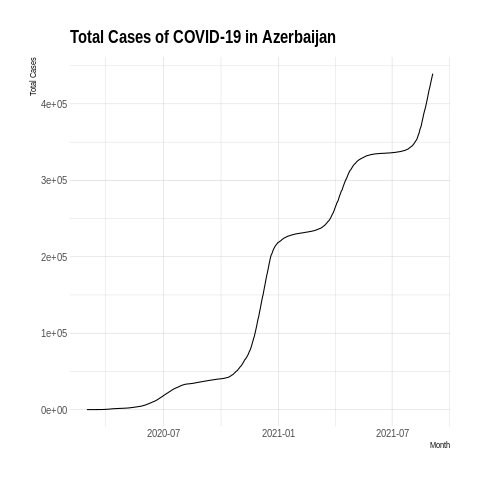 Total Cases of COVID-19 in Azerbaijan
Total Cases
4e+05
3e+05
2e+05
1e+05
0e+00
2020-07
2021-01
2021-07
Month